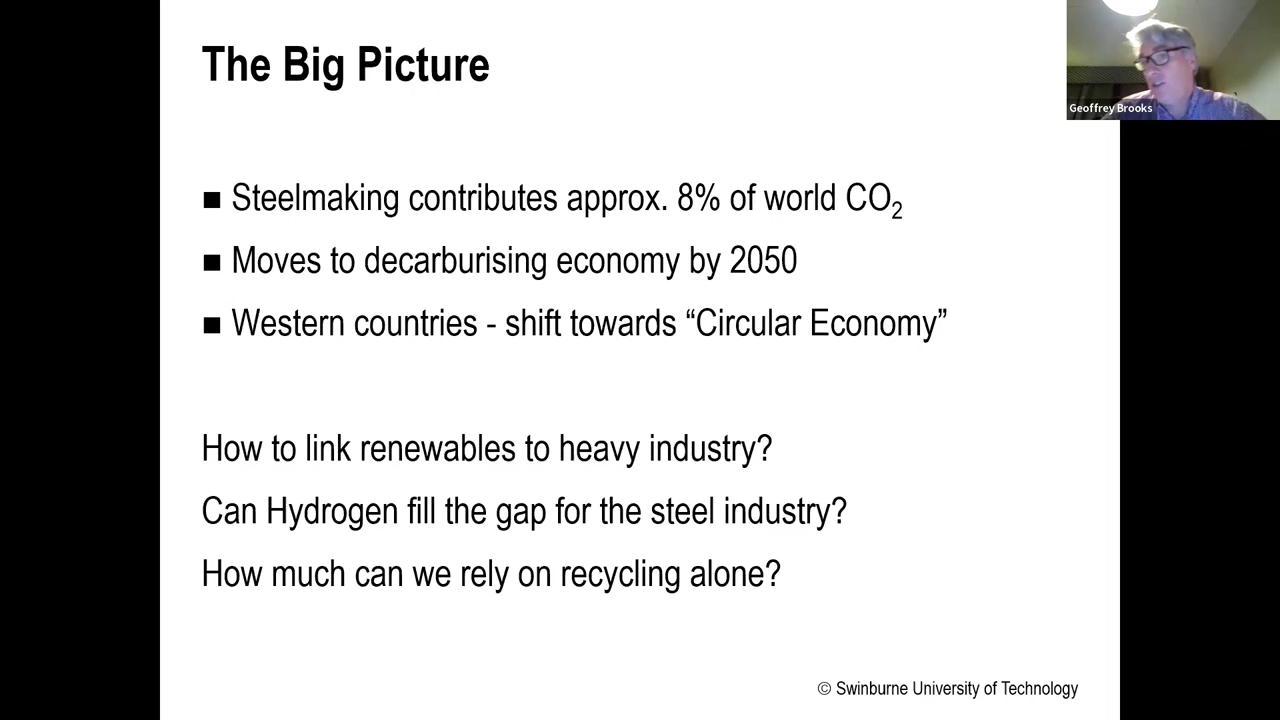 The Big Picture
Geoffrey Brooks
■ Steelmaking contributes approx. 8% of world CO₂
■ Moves to decarburising economy by 2050
■ Western countries - shift towards “Circular Economy”
How to link renewables to heavy industry?
Can Hydrogen fill the gap for the steel industry?
How much can we rely on recycling alone?
© Swinburne University of Technology